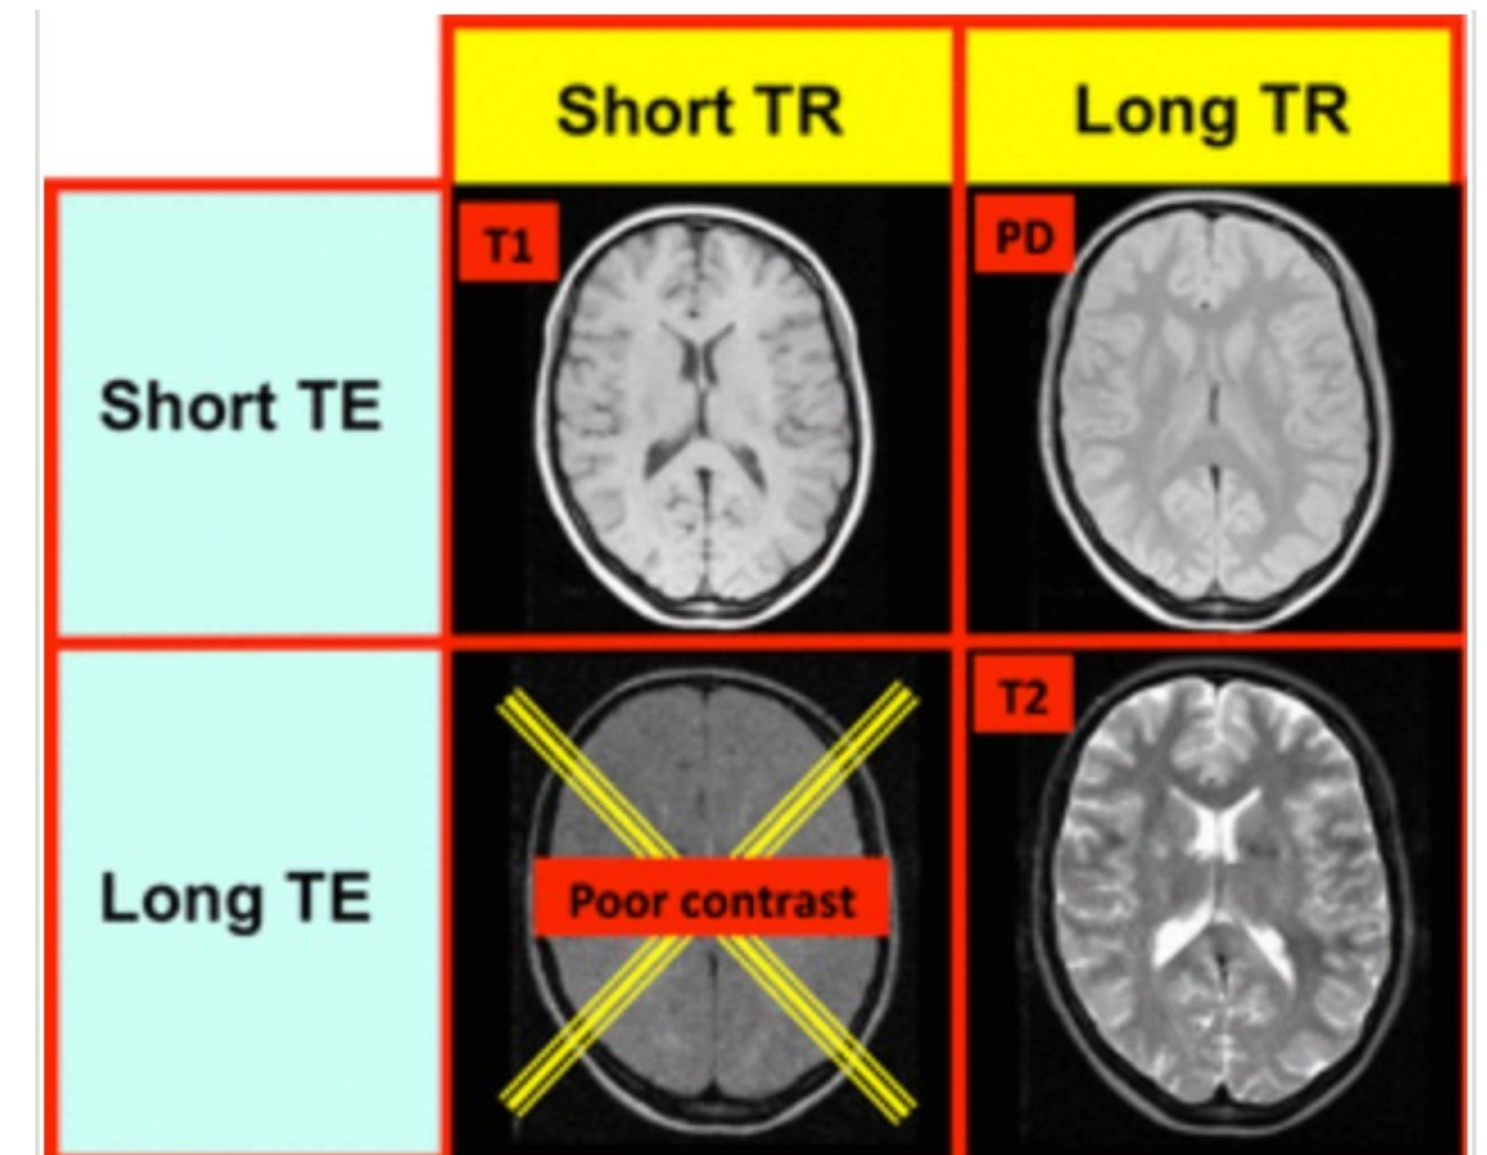 Short TR
Long TR
Short TE
T1
PD
Long TE
Poor contrast
T2